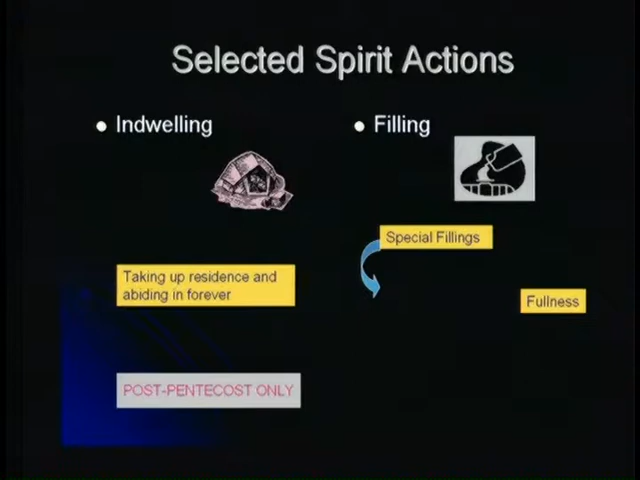 Selected Spirit Actions
Indwelling
Filling
Special Fillings
Taking up residence and
abiding in forever
Fullness
POST-PENTECOST ONLY